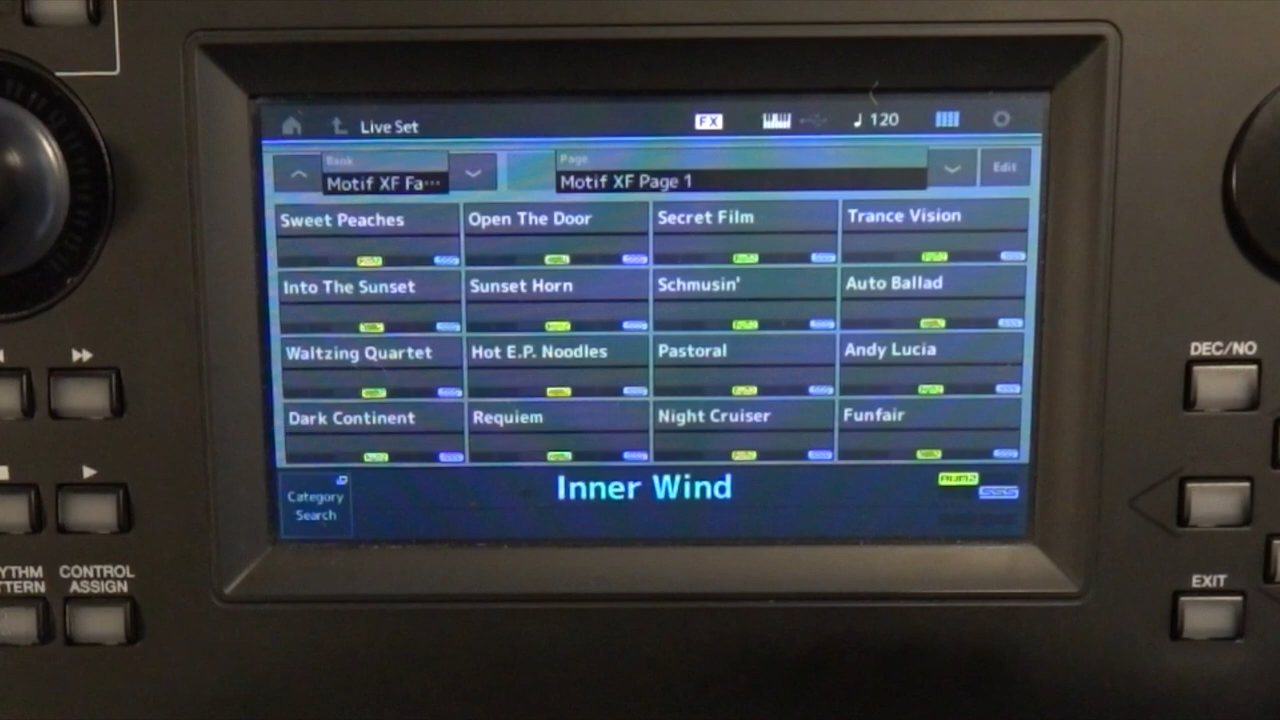 Live Set
FX
120
Bank
Motif XF Fa…
Page
Motif XF Page 1
Edit
Sweet Peaches
Open The Door
Secret Film
Trance Vision
Into The Sunset
Sunset Horn
Schmusin'
Auto Ballad
Waltzing Quartet
Hot E.P. Noodles
Pastoral
Andy Lucia
Dark Continent
Requiem
Night Cruiser
Funfair
Category
Search
Inner Wind
AWM2
SSS
DEC/NO
EXIT
CONTROL
ASSIGN